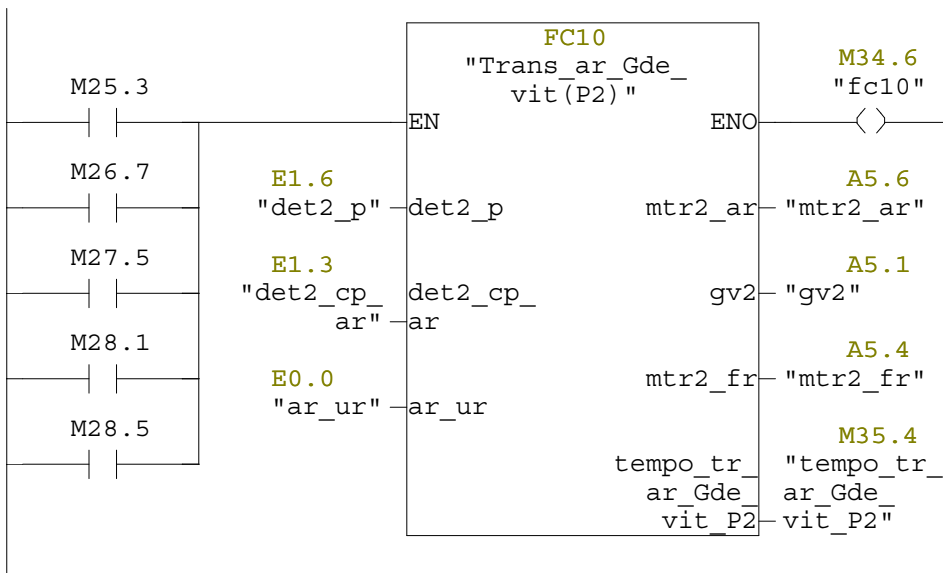 FC10
"Trans_ar_Gde_
vit(P2)"
M34.6
"fc10"
M25.3
EN
ENO
M26.7
E1.6
"det2_p"
det2_p
A5.6
mtr2_ar
"mtr2_ar"
M27.5
E1.3
"det2_cp_
ar"
det2_cp_
ar
A5.1
gv2
"gv2"
M28.1
E0.0
"ar_ur"
ar_ur
A5.4
mtr2_fr
"mtr2_fr"
M28.5
M35.4
tempo_tr_
ar_Gde_
vit_P2
"tempo_tr_
ar_Gde_
vit_P2"